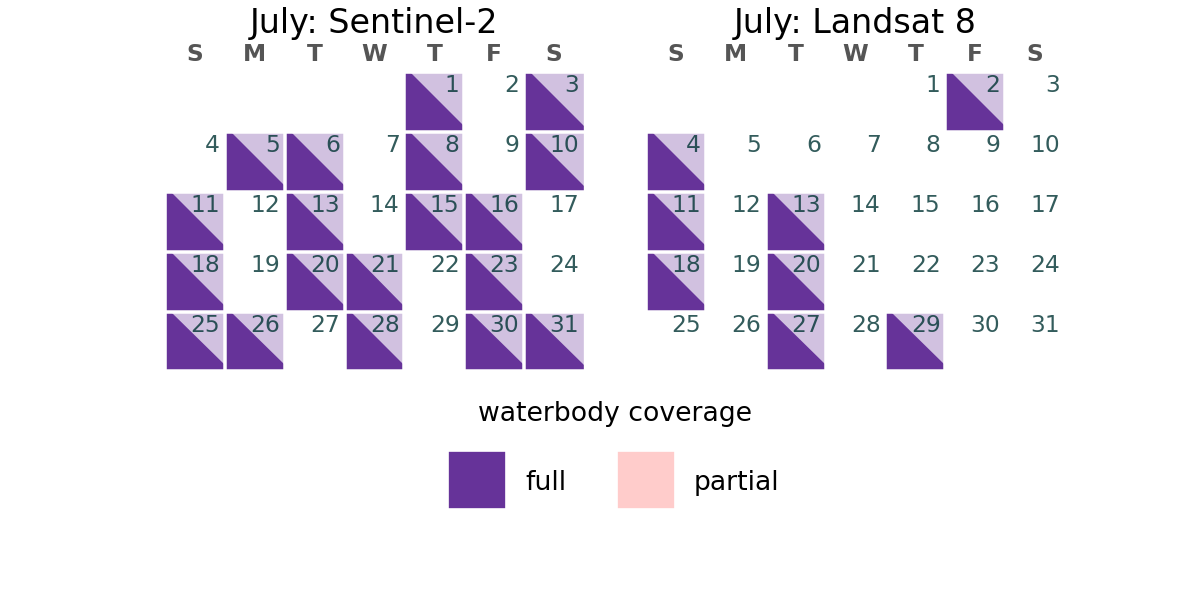 July: Sentinel-2
S M T W T F S
1 2 3
4 5 6 7 8 9 10
11 12 13 14 15 16 17
18 19 20 21 22 23 24
25 26 27 28 29 30 31
July: Landsat 8
S M T W T F S
1 2 3
4 5 6 7 8 9 10
11 12 13 14 15 16 17
18 19 20 21 22 23 24
25 26 27 28 29 30 31
waterbody coverage
full
partial